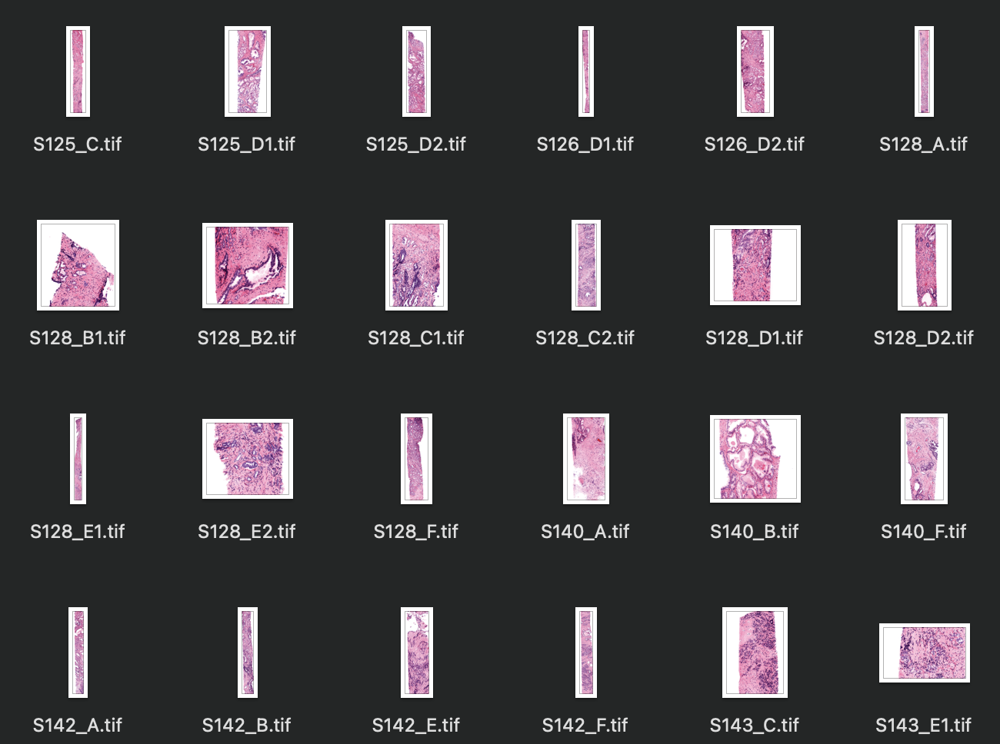 S125_C.tif S125_D1.tif S125_D2.tif S126_D1.tif S126_D2.tif S128_A.tif
S128_B1.tif S128_B2.tif S128_C1.tif S128_C2.tif S128_D1.tif S128_D2.tif
S128_E1.tif S128_E2.tif S128_F.tif S140_A.tif S140_B.tif S140_F.tif
S142_A.tif S142_B.tif S142_E.tif S142_F.tif S143_C.tif S143_E1.tif